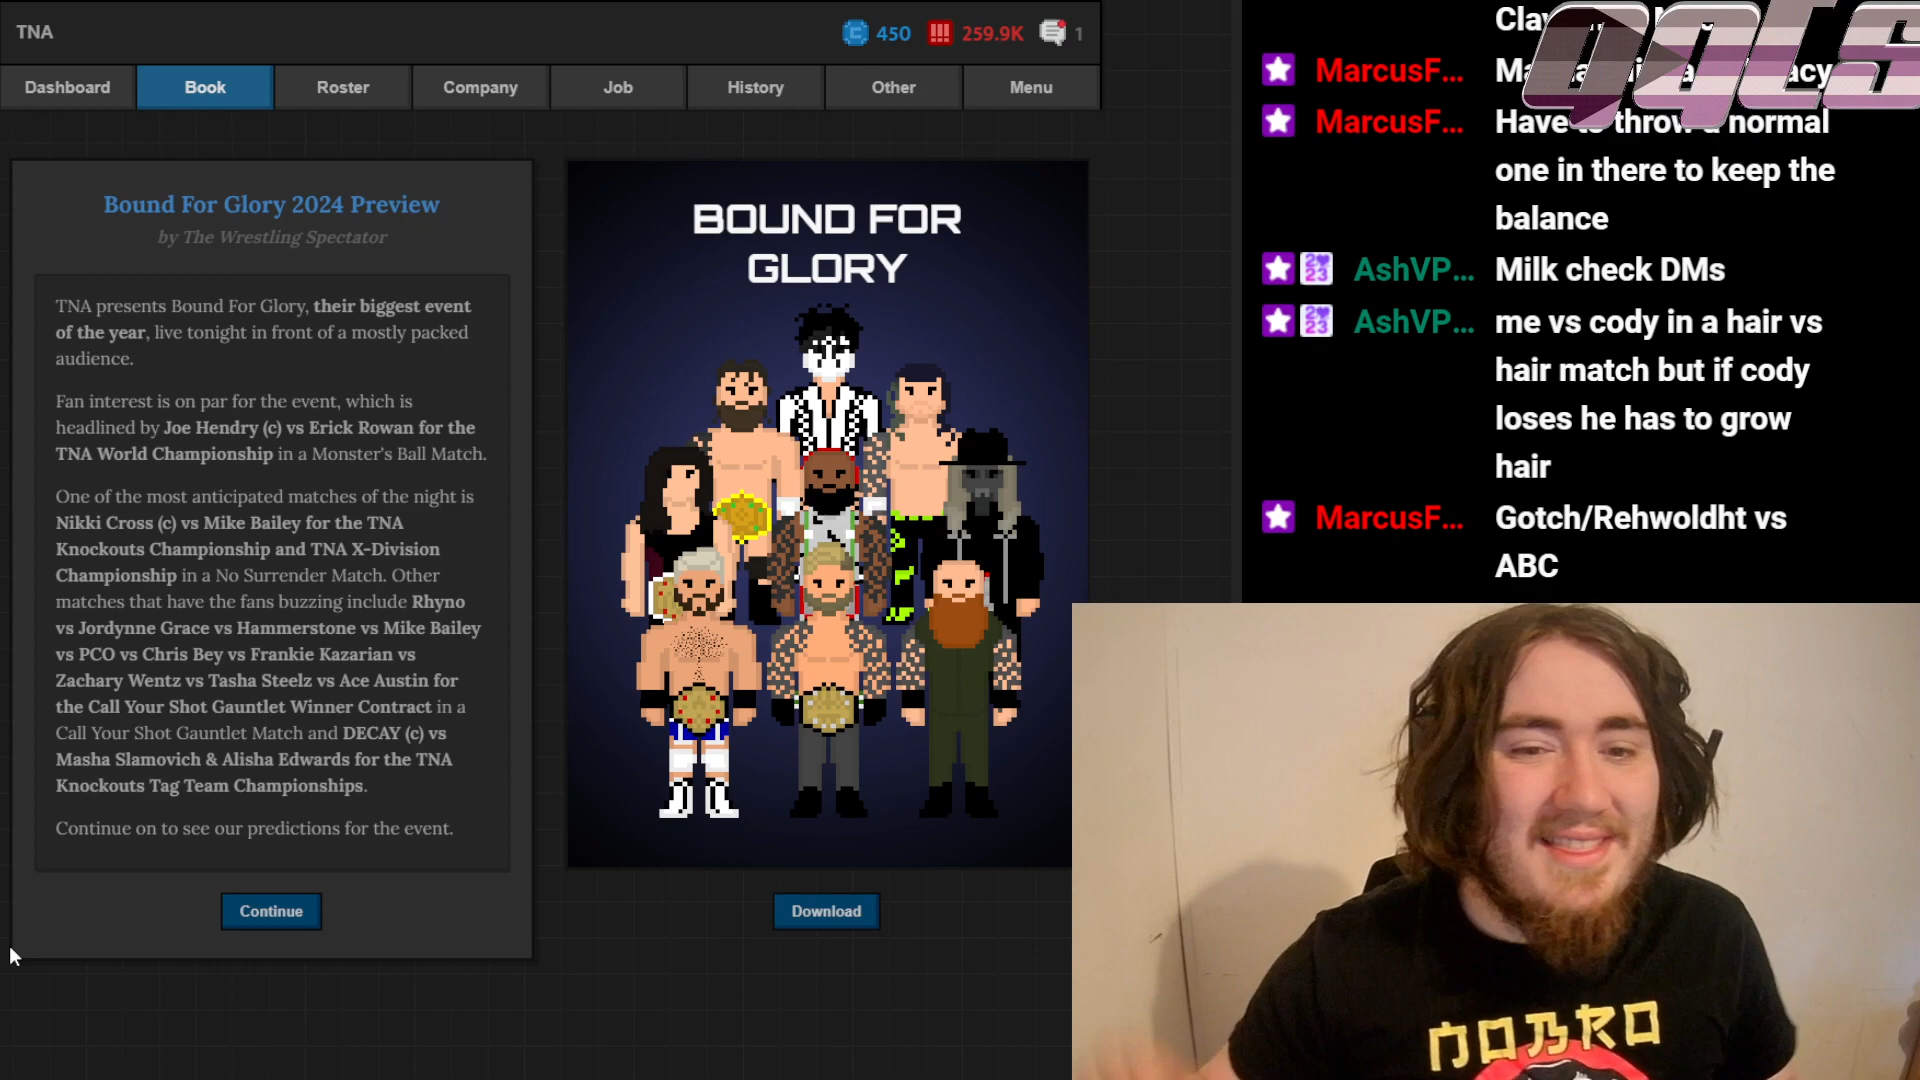 TNA
450
259.9K
1
Dashboard
Book
Roster
Company
Job
History
Other
Menu
Bound For Glory 2024 Preview
by The Wrestling Spectator
TNA presents Bound For Glory, their biggest event
of the year, live tonight in front of a mostly packed
audience.
Fan interest is on par for the event, which is
headlined by Joe Hendry (c) vs Erick Rowan for the
TNA World Championship in a Monster's Ball Match.
One of the most anticipated matches of the night is
Nikki Cross (c) vs Mike Bailey for the TNA
Knockouts Championship and TNA X-Division
Championship in a No Surrender Match. Other
matches that have the fans buzzing include Rhyno
vs Jordynne Grace vs Hammerstone vs Mike Bailey
vs PCO vs Chris Bey vs Frankie Kazarian vs
Zachary Wentz vs Tasha Steelz vs Ace Austin for
the Call Your Shot Gauntlet Winner Contract in a
Call Your Shot Gauntlet Match and DECAY (c) vs
Masha Slamovich & Alisha Edwards for the TNA
Knockouts Tag Team Championships.
Continue on to see our predictions for the event.
Continue
BOUND FOR
GLORY
Download
MarcusF...
MarcusF... Have to throw a normal
one in there to keep the
balance
AshVP... Milk check DMs
AshVP... me vs cody in a hair vs
hair match but if cody
loses he has to grow
hair
MarcusF... Gotch/Rehwoldht vs
ABC